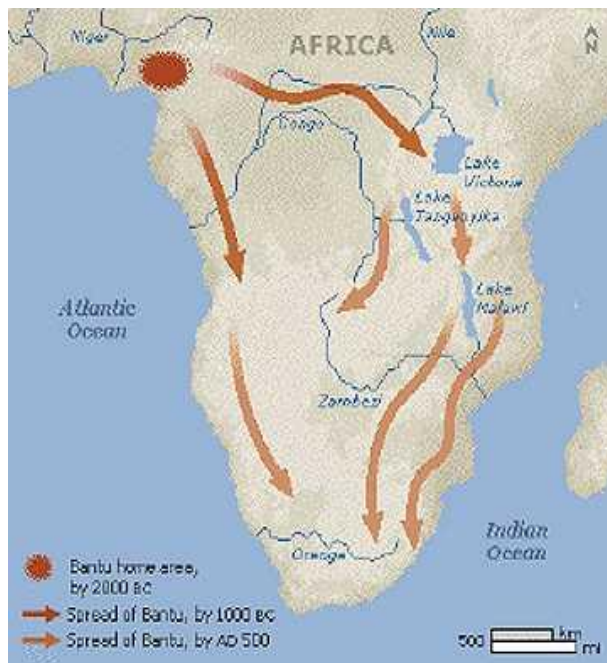 Niger
AFRICA
Nile
N
Congo
Lake
Victoria
Lake
Tanganyika
Atlantic
Ocean
Lake
Malawi
Zambezi
Indian
Ocean
Orange
Bantu home area,
by 2000 BC
Spread of Bantu, by 1000 BC
Spread of Bantu, by AD 500
500
km
mi